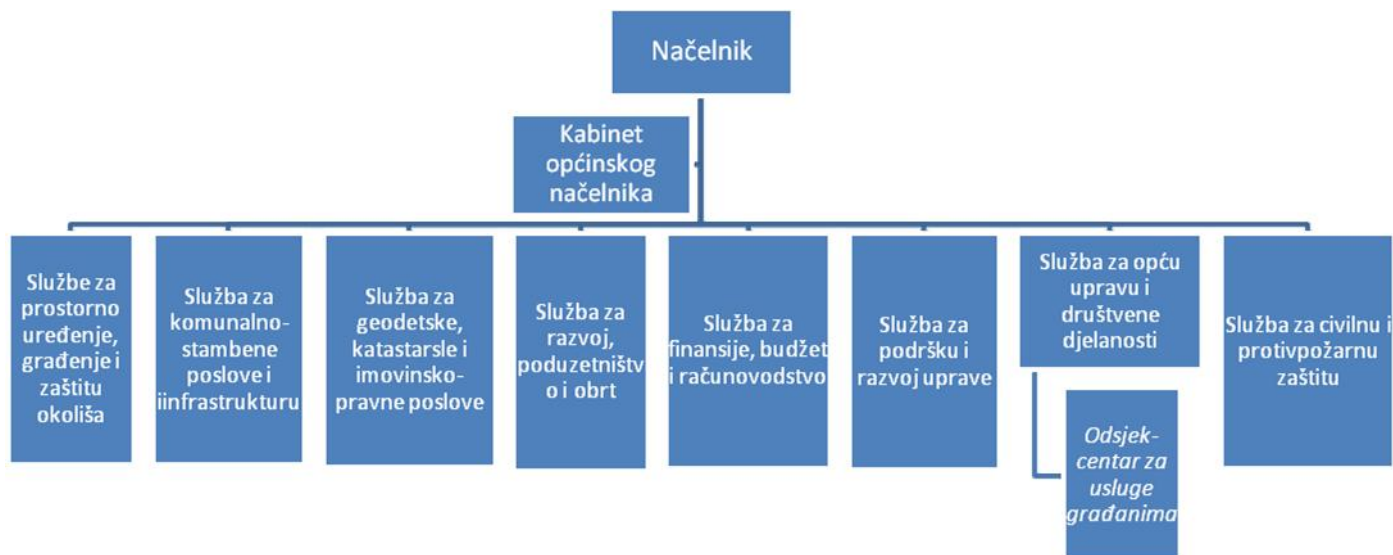 Načelnik
Kabinet
općinskog
načelnika
Službe za
prostorno
uređenje,
građenje i
zaštitu
okoliša
Služba za
komunalno-
stambene
poslove i
iinfrastrukturu
Služba za
geodetske,
katastarsle i
imovinsko-
pravne poslove
Služba za
razvoj,
poduzetništv
o i obrt
Služba za
finansije, budžet
i računovodstvo
Služba za
podršku i
razvoj uprave
Služba za opću
upravu i
društvene
djelanosti
Odsjek-
centar za
usluge
građanima
Služba za civilnu i
protivpožarnu
zaštitu